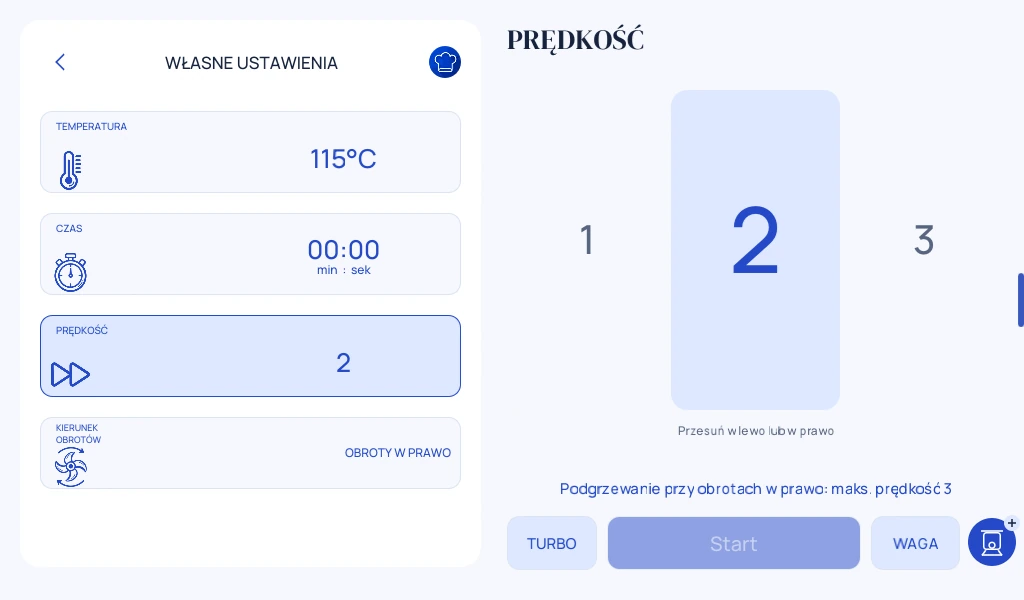 WŁASNE USTAWIENIA
TEMPERATURA
115°C
CZAS
00:00
min : sek
PRĘDKOŚĆ
2
KIERUNEK
OBROTÓW
OBROTY W PRAWO
PRĘDKOŚĆ
1
2
3
Przesuń w lewo lub w prawo
Podgrzewanie przy obrotach w prawo: maks. prędkość 3
TURBO
Start
WAGA